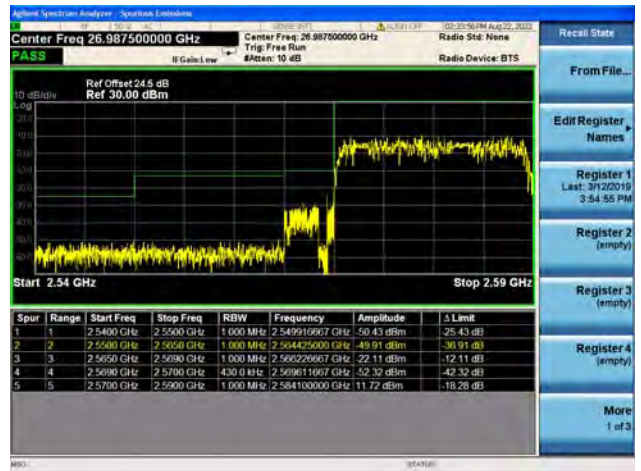 Agilent Spectrum Analyzer - Spurious Emissions
RF 50 Ω AC SENSE:INT ALIGN OFF 02:33:56 PM Aug 22, 2022
Center Freq 26.987500000 GHz
Center Freq: 26.987500000 GHz
Radio Std: None
Trig: Free Run
PASS
IFGain:Low
#Atten: 10 dB
Radio Device: BTS
Ref Offset 24.5 dB
10 dB/div Ref 30.00 dBm
Log
Start 2.54 GHz
Stop 2.59 GHz
Spur Range Start Freq Stop Freq RBW Frequency Amplitude Δ Limit
1 1 2.5400 GHz 2.5500 GHz 1.000 MHz 2.549916667 GHz -50.43 dBm -25.43 dB
2 2 2.5500 GHz 2.5650 GHz 1.000 MHz 2.564425000 GHz -49.91 dBm -36.91 dB
3 3 2.5650 GHz 2.5690 GHz 1.000 MHz 2.566226667 GHz -22.11 dBm -12.11 dB
4 4 2.5690 GHz 2.5700 GHz 430.0 kHz 2.569611667 GHz -52.32 dBm -42.32 dB
5 5 2.5700 GHz 2.5900 GHz 1.000 MHz 2.584100000 GHz 11.72 dBm -18.28 dB
MSG
STATUS
Recall State
From File...
Edit Register
Names
Register 1
Last: 3/12/2019
3:54:55 PM
Register 2
(empty)
Register 3
(empty)
Register 4
(empty)
More
1 of 3